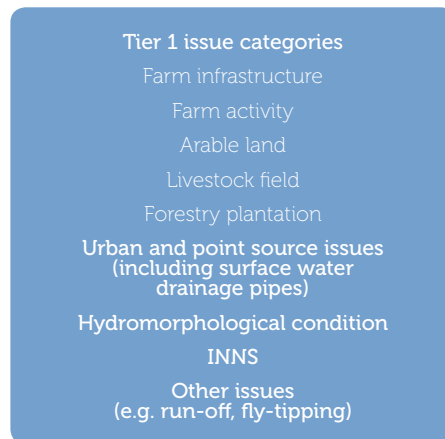 Tier 1 issue categories
Farm infrastructure
Farm activity
Arable land
Livestock field
Forestry plantation
Urban and point source issues
(including surface water
drainage pipes)
Hydromorphological condition
INNS
Other issues
(e.g. run-off, fly-tipping)